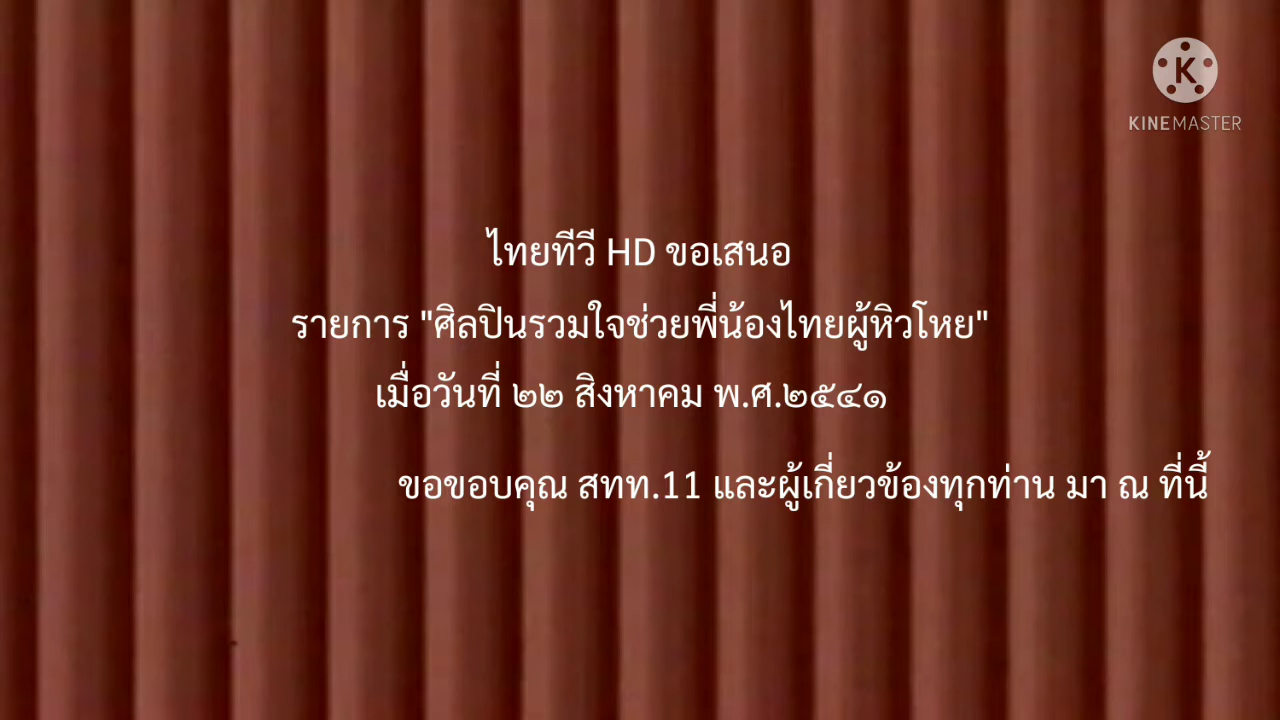 K
KINEMASTER
ไทยทีวี HD ขอเสนอ
รายการ "ศิลปินรวมใจช่วยพี่น้องไทยผู้หิวโหย"
เมื่อวันที่ ๒๒ สิงหาคม พ.ศ.๒๕๔๑
ขอขอบคุณ สทท.11 และผู้เกี่ยวข้องทุกท่าน มา ณ ที่นี้